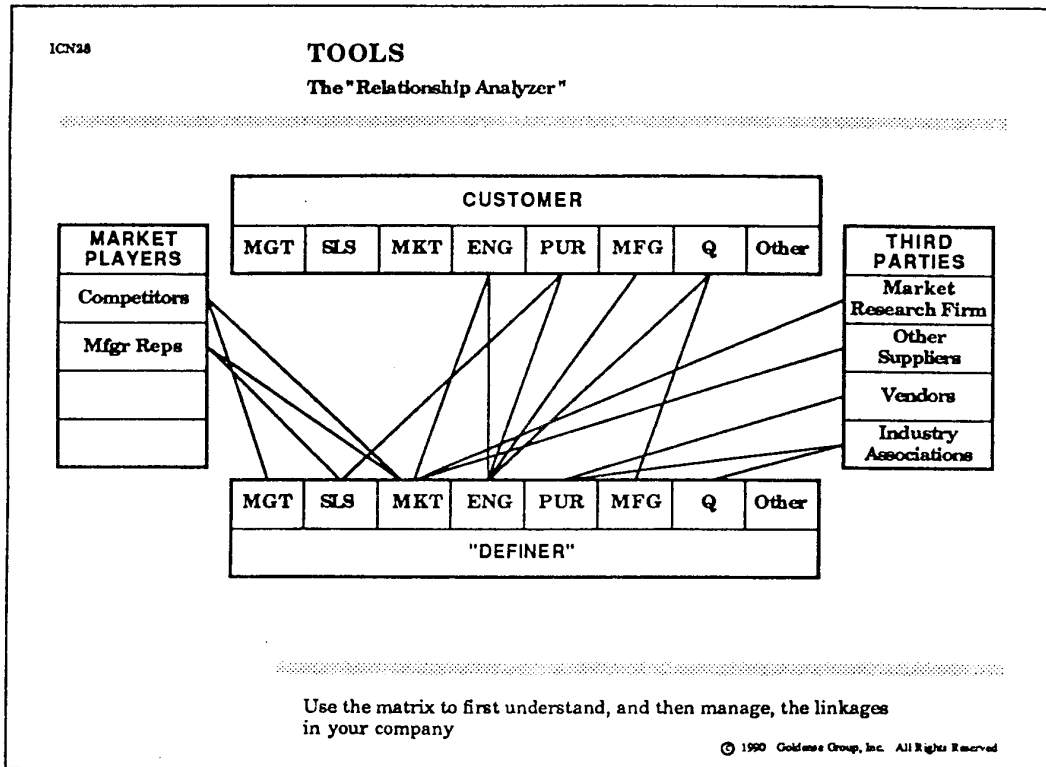 ICN28
TOOLS
The "Relationship Analyzer"
CUSTOMER
MGT SLS MKT ENG PUR MFG Q Other
MARKET
PLAYERS
Competitors
Mfgr Reps
THIRD
PARTIES
Market
Research Firm
Other
Suppliers
Vendors
Industry
Associations
MGT SLS MKT ENG PUR MFG Q Other
"DEFINER"
Use the matrix to first understand, and then manage, the linkages
in your company
© 1990 Goldense Group, Inc. All Rights Reserved